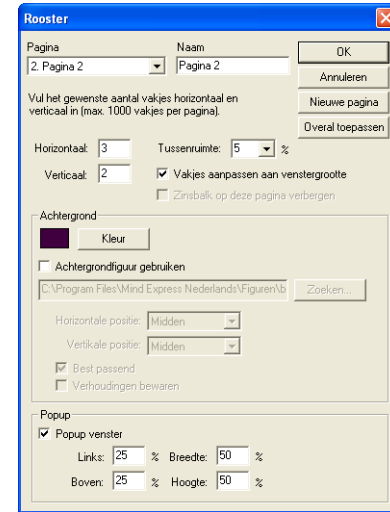 Rooster
Pagina Naam
2. Pagina 2 Pagina 2
OK
Annuleren
Nieuwe pagina
Overal toepassen
Vul het gewenste aantal vakjes horizontaal en
verticaal in (max. 1000 vakjes per pagina).
Horizontaal: 3 Tussenruimte: 5 %
Verticaal: 2 Vakjes aanpassen aan venstergrootte
Zinsbalk op deze pagina verbergen
Achtergrond
Kleur
Achtergrondfiguur gebruiken
C:\Program Files\Mind Express Nederlands\Figuren\b Zoeken...
Horizontale positie: Midden
Vertikale positie: Midden
Best passend
Verhoudingen bewaren
Popup
Popup venster
Links: 25 % Breedte: 50 %
Boven: 25 % Hoogte: 50 %